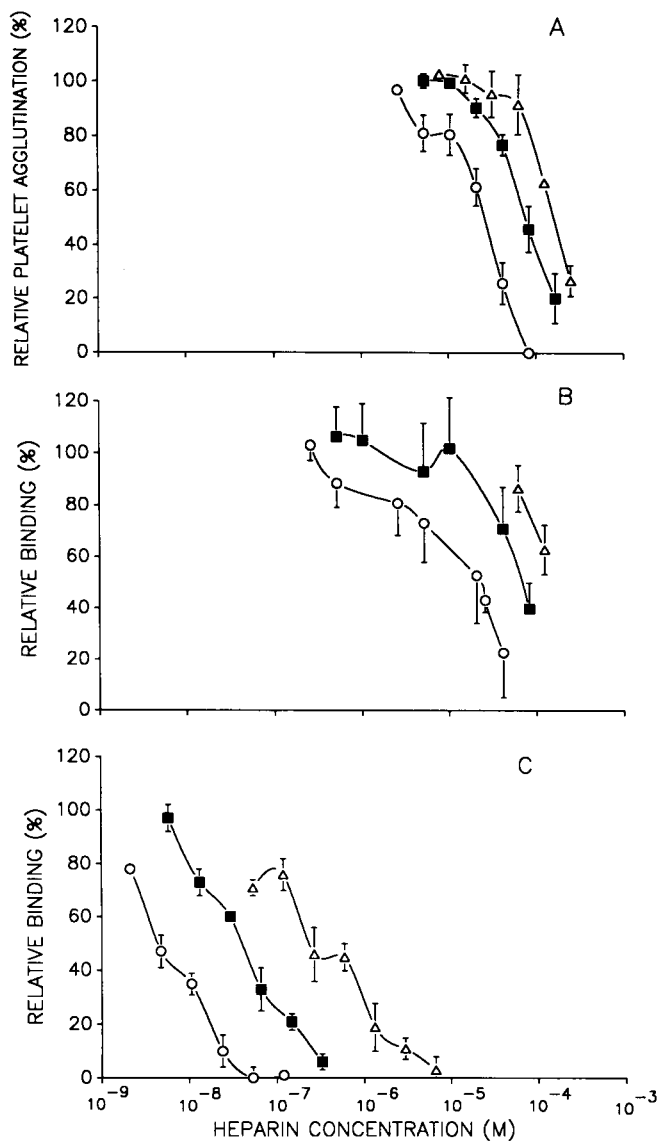 A
RELATIVE PLATELET AGGLUTINATION (%)
120
100
80
60
40
20
0
B
RELATIVE BINDING (%)
120
100
80
60
40
20
0
C
RELATIVE BINDING (%)
120
100
80
60
40
20
0
10⁻⁹ 10⁻⁸ 10⁻⁷ 10⁻⁶ 10⁻⁵ 10⁻⁴ 10⁻³
HEPARIN CONCENTRATION (M)